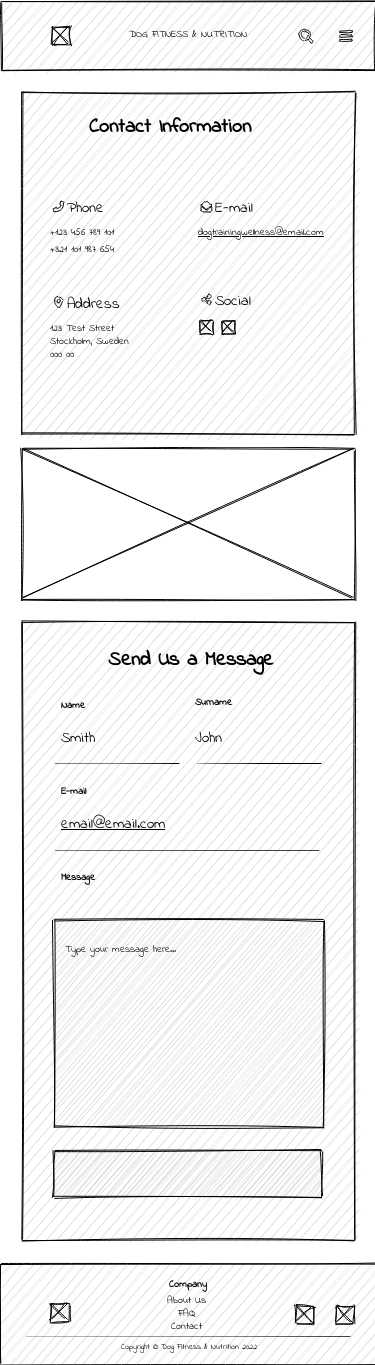 DOG FITNESS & NUTRITION
Contact Information
Phone
+123 456 789 101
+321 101 987 654
E-mail
dogtrainingwellness@email.com
Address
123 Test Street
Stockholm, Sweden
000 00
Social
Send Us a Message
Name
Surname
Smith
John
E-mail
email@email.com
Message
Type your message here...
Company
About Us
FAQ
Contact
Copyright © Dog Fitness & Nutrition 2022